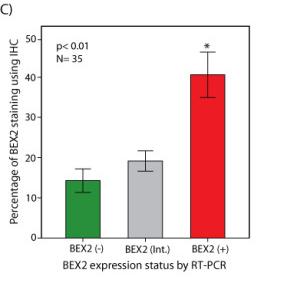 C)
Percentage of BEX2 staining using IHC
50
40
30
20
10
0
p< 0.01
N= 35
*
BEX2 (-) BEX2 (Int.) BEX2 (+)
BEX2 expression status by RT-PCR